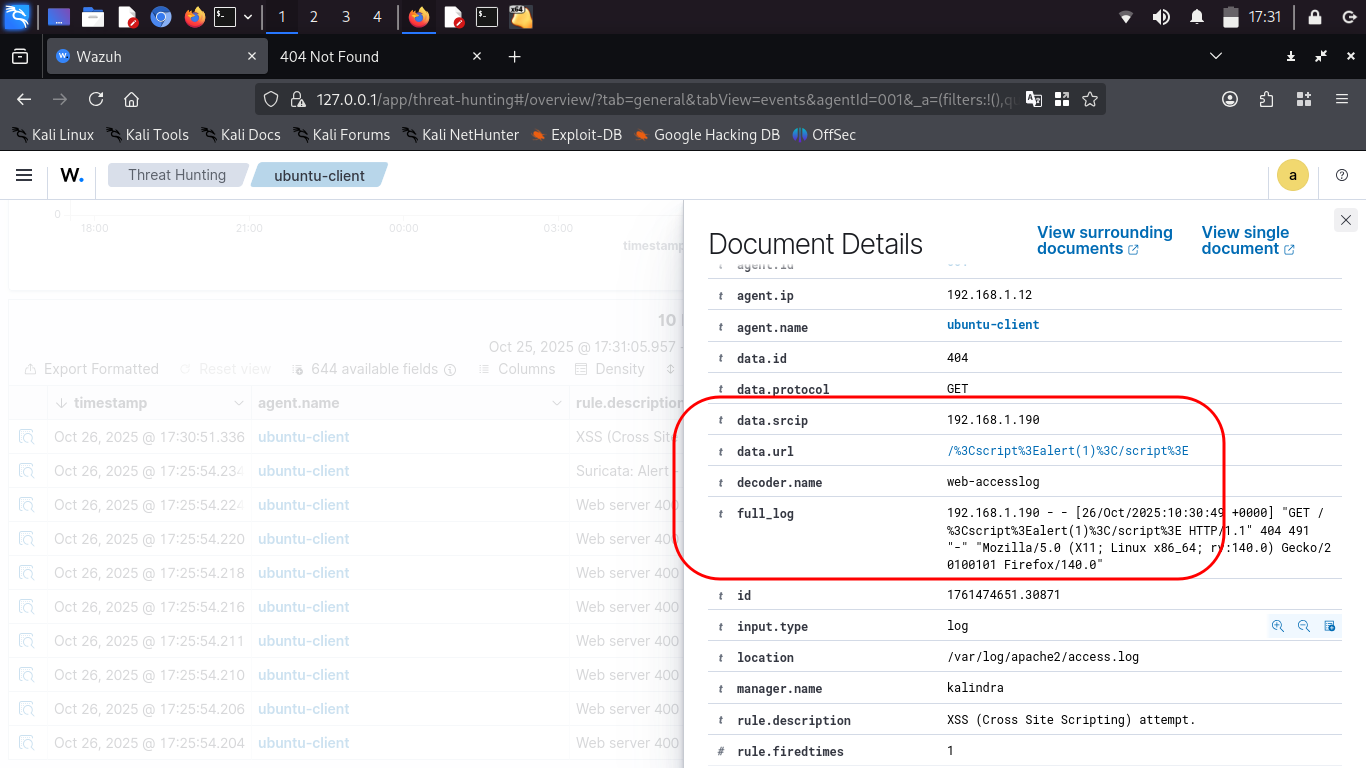 1 2 3 4 17:31
Wazuh 404 Not Found
127.0.0.1/app/threat-hunting#/overview/?tab=general&tabView=events&agentId=001&_a=(filters:!(),qu
Kali Linux Kali Tools Kali Docs Kali Forums Kali NetHunter Exploit-DB Google Hacking DB OffSec
W. Threat Hunting ubuntu-client a
0
18:00 21:00 00:00 03:00
timestamp
10
Oct 25, 2025 @ 17:31:05.957 -
Export Formatted Reset view 644 available fields Columns Density
timestamp agent.name rule.description
Oct 26, 2025 @ 17:30:51.336 ubuntu-client XSS (Cross Site
Oct 26, 2025 @ 17:25:54.234 ubuntu-client Suricata: Alert -
Oct 26, 2025 @ 17:25:54.224 ubuntu-client Web server 400
Oct 26, 2025 @ 17:25:54.220 ubuntu-client Web server 400
Oct 26, 2025 @ 17:25:54.218 ubuntu-client Web server 400
Oct 26, 2025 @ 17:25:54.216 ubuntu-client Web server 400
Oct 26, 2025 @ 17:25:54.211 ubuntu-client Web server 400
Oct 26, 2025 @ 17:25:54.210 ubuntu-client Web server 400
Oct 26, 2025 @ 17:25:54.206 ubuntu-client Web server 400
Oct 26, 2025 @ 17:25:54.204 ubuntu-client Web server 400
Document Details
View surrounding
documents
View single
document
t agent.ip 192.168.1.12
t agent.name ubuntu-client
t data.id 404
t data.protocol GET
t data.srcip 192.168.1.190
t data.url /%3Cscript%3Ealert(1)%3C/script%3E
t decoder.name web-accesslog
t full_log 192.168.1.190 - - [26/Oct/2025:10:30:49 +0000] "GET /
%3Cscript%3Ealert(1)%3C/script%3E HTTP/1.1" 404 491
"-" "Mozilla/5.0 (X11; Linux x86_64; rv:140.0) Gecko/2
0100101 Firefox/140.0"
t id 1761474651.30871
t input.type log
t location /var/log/apache2/access.log
t manager.name kalindra
t rule.description XSS (Cross Site Scripting) attempt.
# rule.firedtimes 1